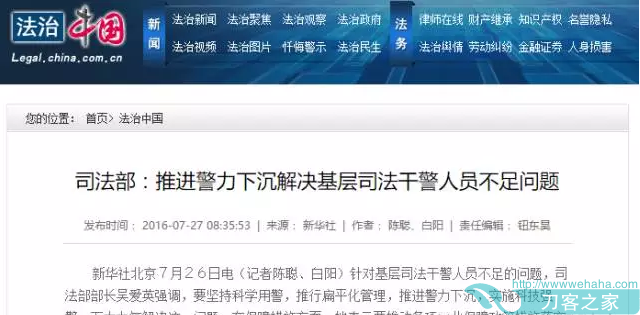 法治中国
Legal.china.com.cn
新闻
法治新闻 法治聚焦 法治观察 法治政府
法治视频 法治图片 忏悔警示 法治民生
法务
律师在线 财产继承 知识产权 名誉隐私
法治舆情 劳动纠纷 金融证券 人身损害
您的位置： 首页> 法治中国
司法部：推进警力下沉解决基层司法干警人员不足问题
发布时间： 2016-07-27 08:35:53 | 来源： 新华社 | 作者： 陈聪、白阳 | 责任编辑： 钮东昊
新华社北京７月２６日电（记者陈聪、白阳）针对基层司法干警人员不足的问题，司
法部部长吴爱英强调，要坚持科学用警，推行扁平化管理，推进警力下沉，实施科技强
http://www.wehaha.com
刀客之家